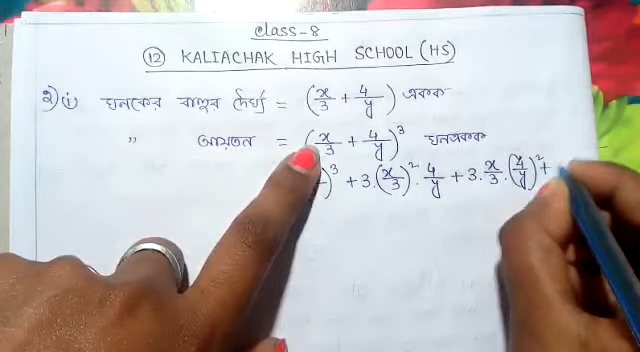 Class-8
(12) KALIACHAK HIGH SCHOOL (HS)
২) (i) ঘনকের বাহুর দৈর্ঘ্য = (x/3 + 4/y) একক
" আয়তন = (x/3 + 4/y)³ ঘনএকক
)³ + 3.(x/3)².4/y + 3.x/3.(4/y)² +